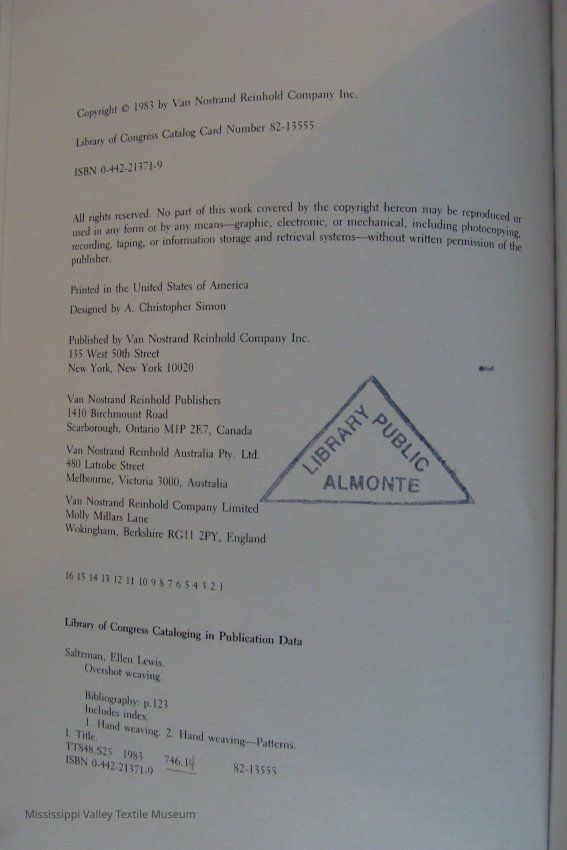 Copyright © 1983 by Van Nostrand Reinhold Company Inc.
Library of Congress Catalog Card Number 82-13555
ISBN 0-442-21371-9
All rights reserved. No part of this work covered by the copyright hereon may be reproduced or
used in any form or by any means—graphic, electronic, or mechanical, including photocopying,
recording, taping, or information storage and retrieval systems—without written permission of the
publisher.
Printed in the United States of America
Designed by A. Christopher Simon
Published by Van Nostrand Reinhold Company Inc.
135 West 50th Street
New York, New York 10020
Van Nostrand Reinhold Publishers
1410 Birchmount Road
Scarborough, Ontario M1P 2E7, Canada
Van Nostrand Reinhold Australia Pty. Ltd.
480 Latrobe Street
Melbourne, Victoria 3000, Australia
Van Nostrand Reinhold Company Limited
Molly Millars Lane
Wokingham, Berkshire RG11 2PY, England
LIBRARY PUBLIC
ALMONTE
16 15 14 13 12 11 10 9 8 7 6 5 4 3 2 1
Library of Congress Cataloging in Publication Data
Saltzman, Ellen Lewis.
Overshot weaving.
Bibliography: p.123
Includes index.
1. Hand weaving. 2. Hand weaving—Patterns.
I. Title.
TT848.S25 1983 746.14
ISBN 0-442-21371-9 82-13555
Mississippi Valley Textile Museum